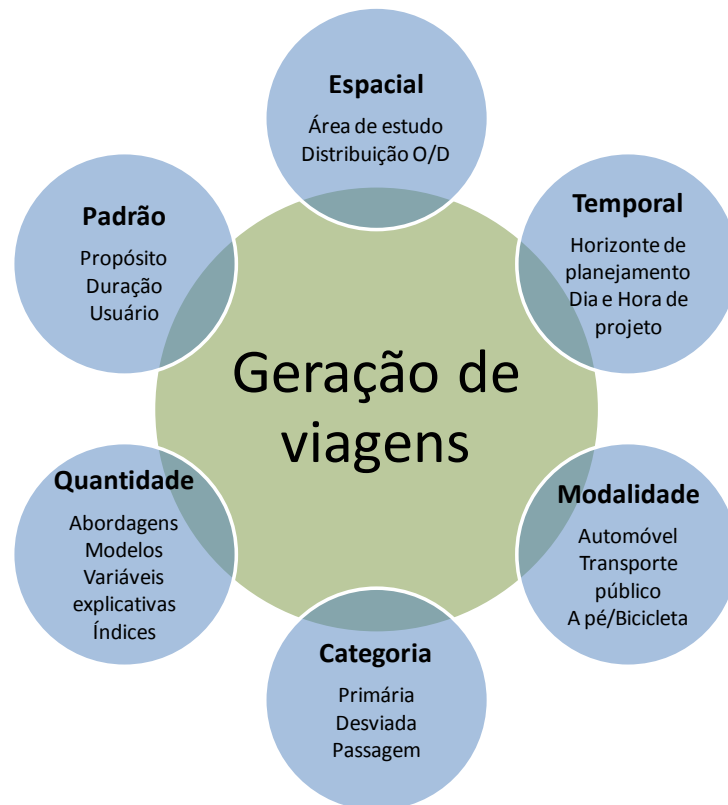 Espacial
Área de estudo
Distribuição O/D
Temporal
Horizonte de
planejamento
Dia e Hora de
projeto
Modalidade
Automóvel
Transporte
público
A pé/Bicicleta
Categoria
Primária
Desviada
Passagem
Quantidade
Abordagens
Modelos
Variáveis
explicativas
Índices
Padrão
Propósito
Duração
Usuário
Geração de
viagens